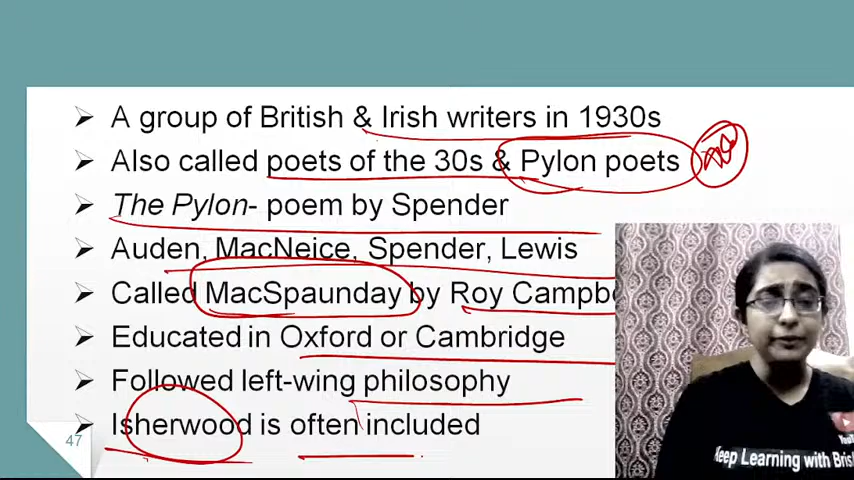 A group of British & Irish writers in 1930s
Also called poets of the 30s & Pylon poets
The Pylon- poem by Spender
Auden, MacNeice, Spender, Lewis
Called MacSpaunday by Roy Campbe
Educated in Oxford or Cambridge
Followed left-wing philosophy
Isherwood is often included
47
Keep Learning with Bris